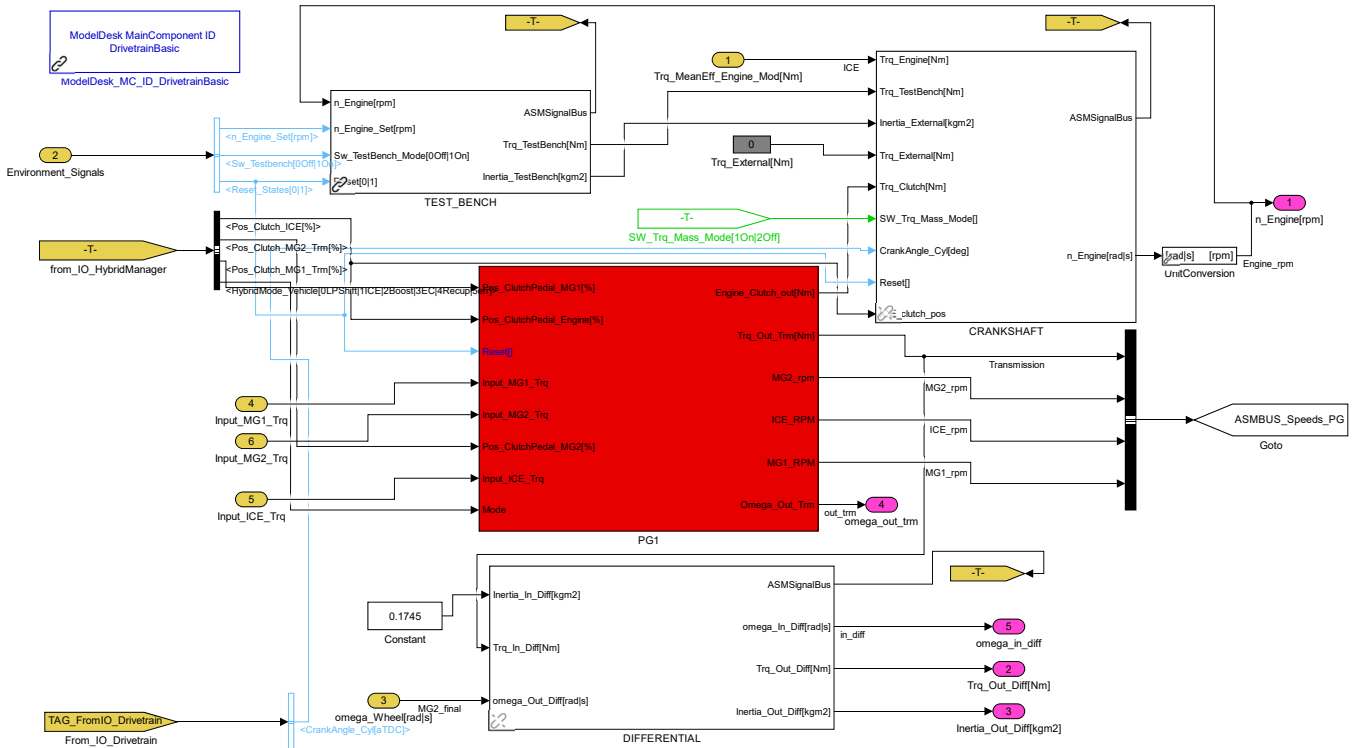 ModelDesk MainComponent ID
DrivetrainBasic
ModelDesk_MC_ID_DrivetrainBasic
-T-
-T-
n_Engine[rpm]
n_Engine_Set[rpm]
Sw_TestBench_Mode[0Off|1On]
ASMSignalBus
Trq_TestBench[Nm]
Inertia_TestBench[kgm2]
TEST_BENCH
<n_Engine_Set[rpm]>
<Sw_Testbench[0Off|1On]>
<Reset_States[0|1]>
2
Environment_Signals
1
Trq_MeanEff_Engine_Mod[Nm]
ICE
0
Trq_External[Nm]
-T-
SW_Trq_Mass_Mode[1On|2Off]
Trq_Engine[Nm]
Trq_TestBench[Nm]
Inertia_External[kgm2]
Trq_External[Nm]
Trq_Clutch[Nm]
SW_Trq_Mass_Mode[]
CrankAngle_Cyl[deg]
Reset[]
_clutch_pos
ASMSignalBus
n_Engine[rad|s]
CRANKSHAFT
[rpm]
UnitConversion
Engine_rpm
1
n_Engine[rpm]
-T-
from_IO_HybridManager
<Pos_Clutch_ICE[%]>
<Pos_Clutch_MG2_Trm[%]>
<Pos_Clutch_MG1_Trm[%]>
Pos_ClutchPedal_MG1[%]
Pos_ClutchPedal_Engine[%]
Reset[]
Input_MG1_Trq
Input_MG2_Trq
Pos_ClutchPedal_MG2[%]
Input_ICE_Trq
Mode
Engine_Clutch_out[Nm]
Trq_Out_Trm[Nm]
MG2_rpm
ICE_RPM
MG1_RPM
Omega_Out_Trm
PG1
4
Input_MG1_Trq
6
Input_MG2_Trq
5
Input_ICE_Trq
Transmission
MG2_rpm
ICE_rpm
MG1_rpm
out_trm
4
omega_out_trm
ASMBUS_Speeds_PG
Goto
0.1745
Constant
3
omega_Wheel[rad|s]
MG2_final
Inertia_In_Diff[kgm2]
Trq_In_Diff[Nm]
omega_Out_Diff[rad|s]
ASMSignalBus
omega_In_Diff[rad|s]
Trq_Out_Diff[Nm]
Inertia_Out_Diff[kgm2]
DIFFERENTIAL
-T-
in_diff
5
omega_in_diff
2
Trq_Out_Diff[Nm]
3
Inertia_Out_Diff[kgm2]
TAG_FromIO_Drivetrain
From_IO_Drivetrain
<CrankAngle_Cyl[aTDC]>